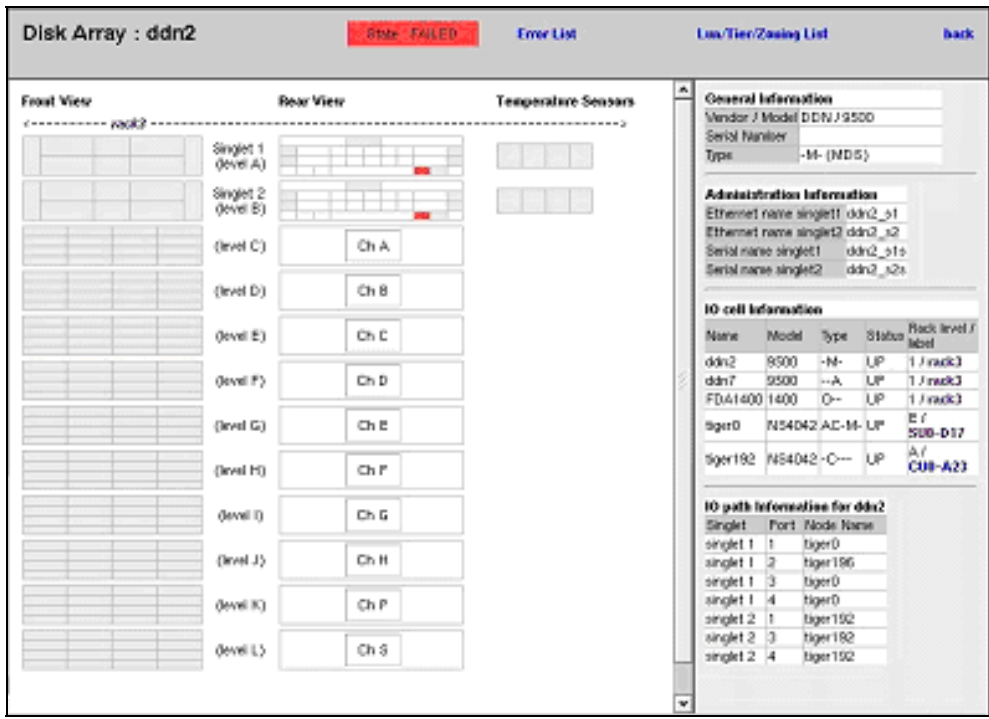 Disk Array : ddn2
State FAILED
Error List
Lun/Tier/Zoning List
back
Front View
Rear View
Temperature Sensors
<----------- rack3 ----------->
Singlet 1
(level A)
Singlet 2
(level B)
(level C) Ch A
(level D) Ch B
(level E) Ch C
(level F) Ch D
(level G) Ch E
(level H) Ch F
(level I) Ch G
(level J) Ch H
(level K) Ch P
(level L) Ch S
General Information
Vendor / Model DDN / 9500
Serial Number
Type -M- (MDS)
Administration Information
Ethernet name singlet1 ddn2_s1
Ethernet name singlet2 ddn2_s2
Serial name singlet1 ddn2_s1s
Serial name singlet2 ddn2_s2s
IO cell Information
Name Model Type Status Rack level / label
ddn2 9500 -M- UP 1 / rack3
ddn7 9500 --A UP 1 / rack3
FDA1400 1400 O-- UP 1 / rack3
tiger0 NS4042 AC-M- UP E / SU0-D17
tiger192 NS4042 -C--- UP A / CU0-A23
IO path Information for ddn2
Singlet Port Node Name
singlet 1 1 tiger0
singlet 1 2 tiger196
singlet 1 3 tiger0
singlet 1 4 tiger0
singlet 2 1 tiger192
singlet 2 3 tiger192
singlet 2 4 tiger192